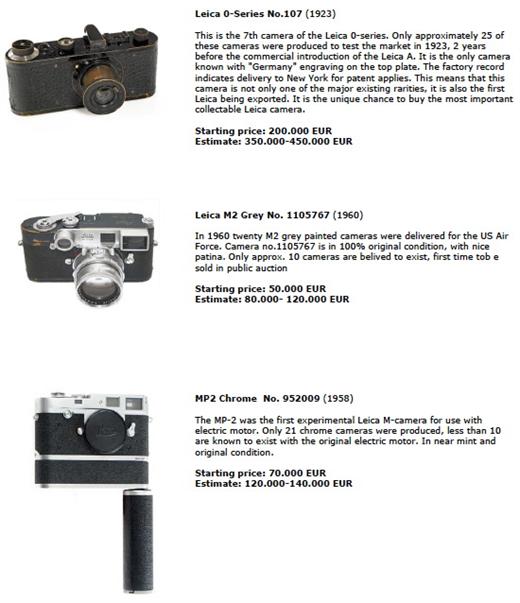 Leica 0-Series No.107 (1923)
This is the 7th camera of the Leica 0-series. Only approximately 25 of
these cameras were produced to test the market in 1923, 2 years
before the commercial introduction of the Leica A. It is the only camera
known with "Germany" engraving on the top plate. The factory record
indicates delivery to New York for patent applies. This means that this
camera is not only one of the major existing rarities, it is also the first
Leica being exported. It is the unique chance to buy the most important
collectable Leica camera.
Starting price: 200.000 EUR
Estimate: 350.000-450.000 EUR
Leica M2 Grey No. 1105767 (1960)
In 1960 twenty M2 grey painted cameras were delivered for the US Air
Force. Camera no.1105767 is in 100% original condition, with nice
patina. Only approx. 10 cameras are belived to exist, first time tob e
sold in public auction
Starting price: 50.000 EUR
Estimate: 80.000- 120.000 EUR
MP2 Chrome  No. 952009 (1958)
The MP-2 was the first experimental Leica M-camera for use with
electric motor. Only 21 chrome cameras were produced, less than 10
are known to exist with the original electric motor. In near mint and
original condition.
Starting price: 70.000 EUR
Estimate: 120.000-140.000 EUR